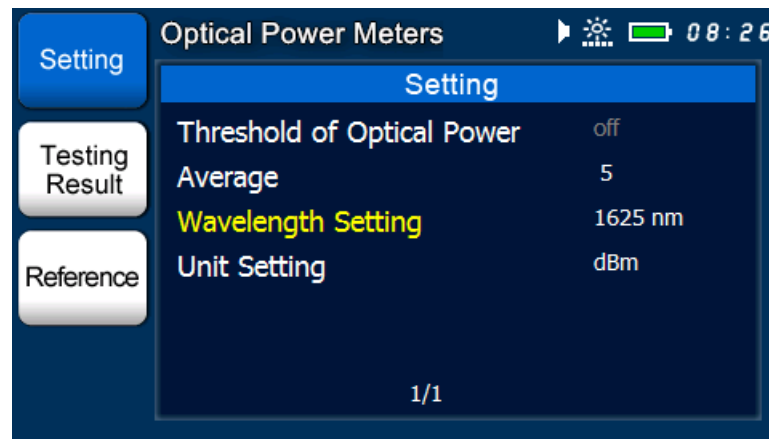 Setting
Optical Power Meters
08:26
Setting
Testing
Result
Reference
Threshold of Optical Power off
Average 5
Wavelength Setting 1625 nm
Unit Setting dBm
1/1